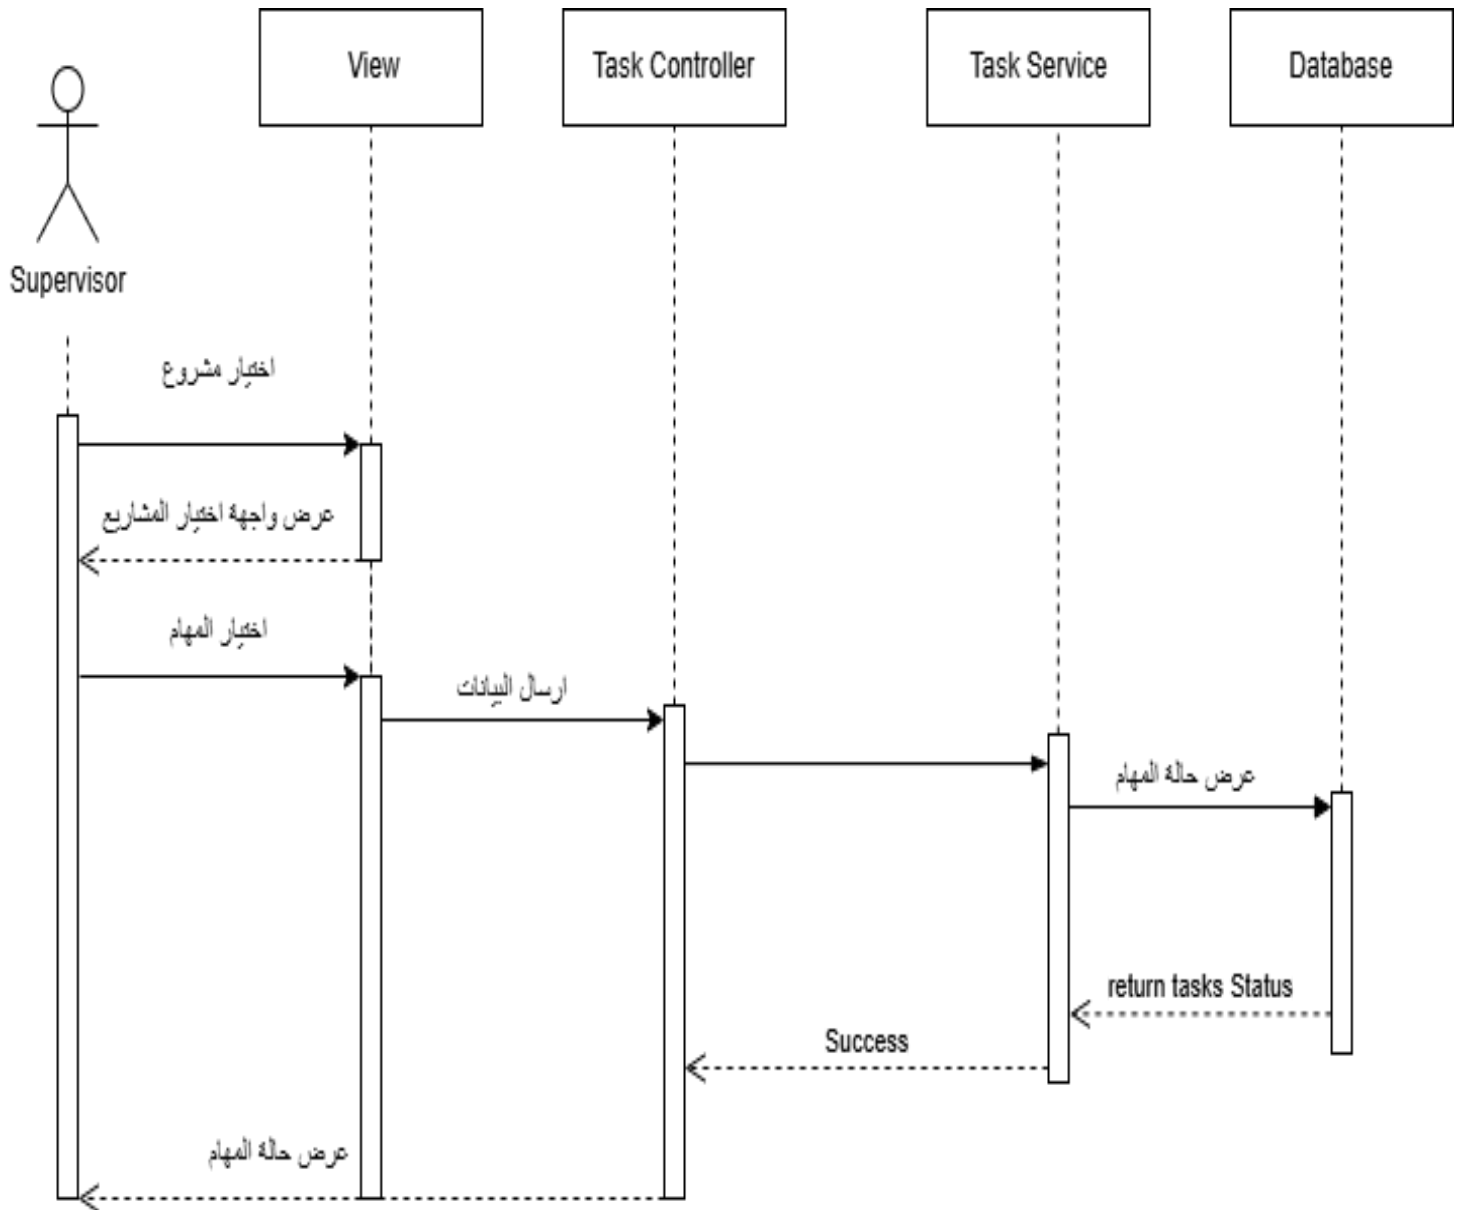 View
Task Controller
Task Service
Database
Supervisor
اختيار مشروع
عرض واجهة اختيار المشاريع
اختيار المهام
ارسال البيانات
عرض حالة المهام
return tasks Status
Success
عرض حالة المهام